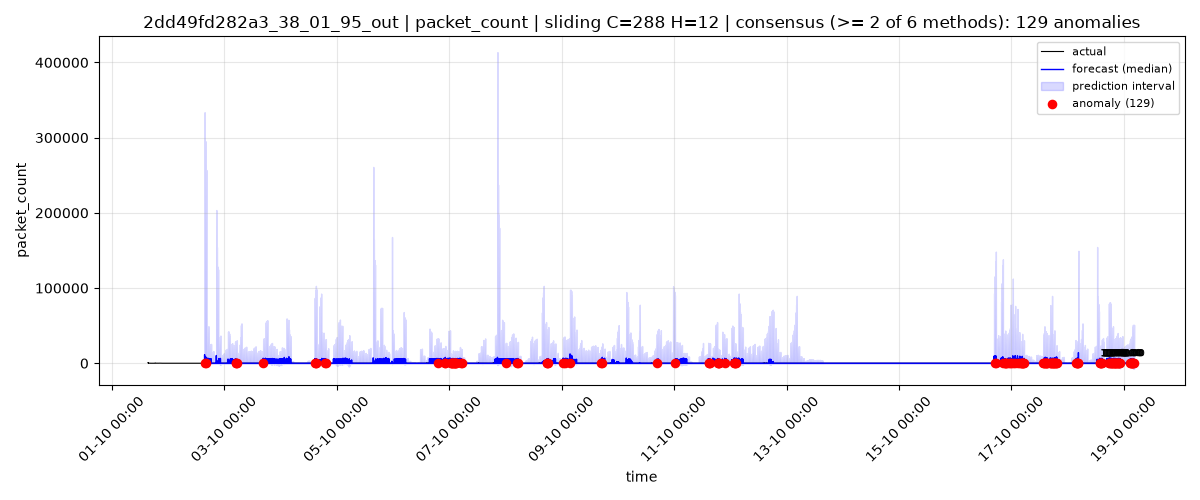 2dd49fd282a3_38_01_95_out | packet_count | sliding C=288 H=12 | consensus (>= 2 of 6 methods): 129 anomalies
actual
forecast (median)
prediction interval
anomaly (129)
packet_count
400000
300000
200000
100000
0
01-10 00:00
03-10 00:00
05-10 00:00
07-10 00:00
09-10 00:00
11-10 00:00
13-10 00:00
15-10 00:00
17-10 00:00
19-10 00:00
time